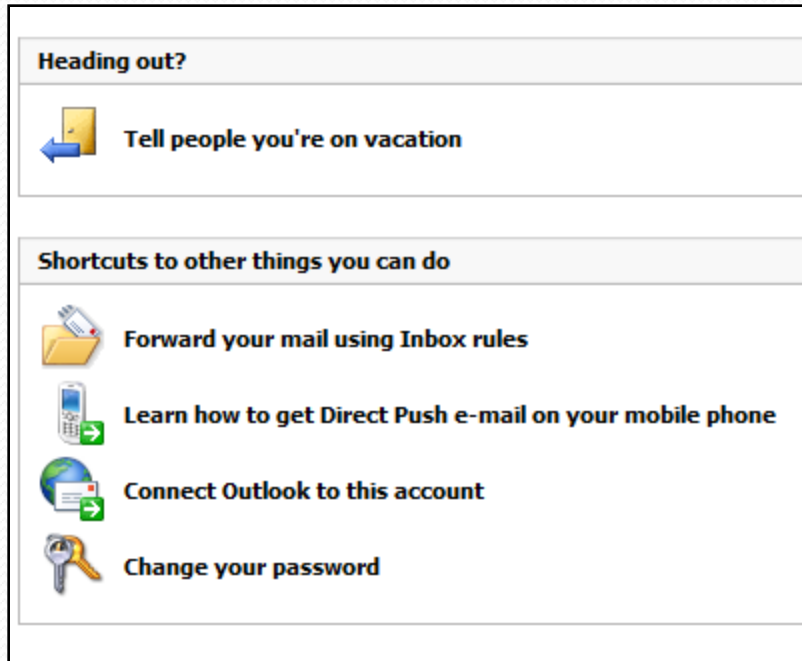 Heading out?
Tell people you're on vacation
Shortcuts to other things you can do
Forward your mail using Inbox rules
Learn how to get Direct Push e-mail on your mobile phone
Connect Outlook to this account
Change your password